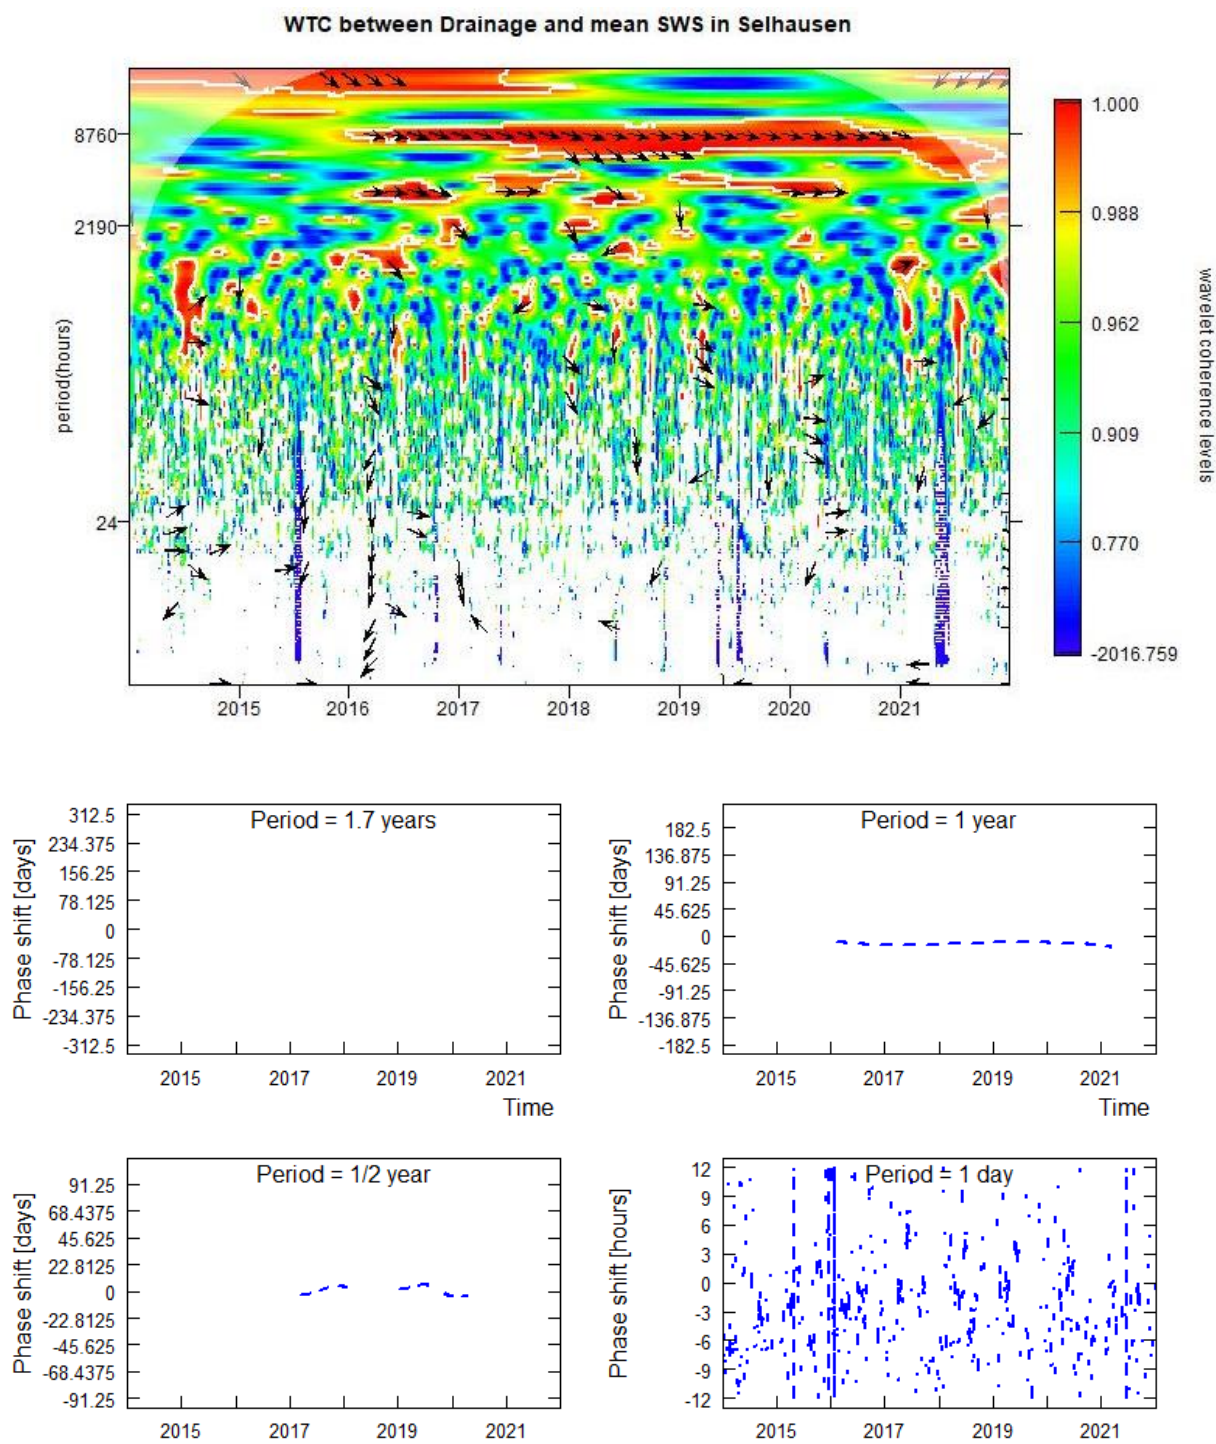 WTC between Drainage and mean SWS in Selhausen
period(hours)
8760
2190
24
2015 2016 2017 2018 2019 2020 2021
1.000
0.988
0.962
0.909
0.770
-2016.759
wavelet coherence levels
Period = 1.7 years
Phase shift [days]
312.5
234.375
156.25
78.125
0
-78.125
-156.25
-234.375
-312.5
2015 2017 2019 2021
Time
Period = 1 year
Phase shift [days]
182.5
136.875
91.25
45.625
0
-45.625
-91.25
-136.875
-182.5
2015 2017 2019 2021
Time
Period = 1/2 year
Phase shift [days]
91.25
68.4375
45.625
22.8125
0
-22.8125
-45.625
-68.4375
-91.25
2015 2017 2019 2021
Period = 1 day
Phase shift [hours]
12
9
6
3
0
-3
-6
-9
-12
2015 2017 2019 2021